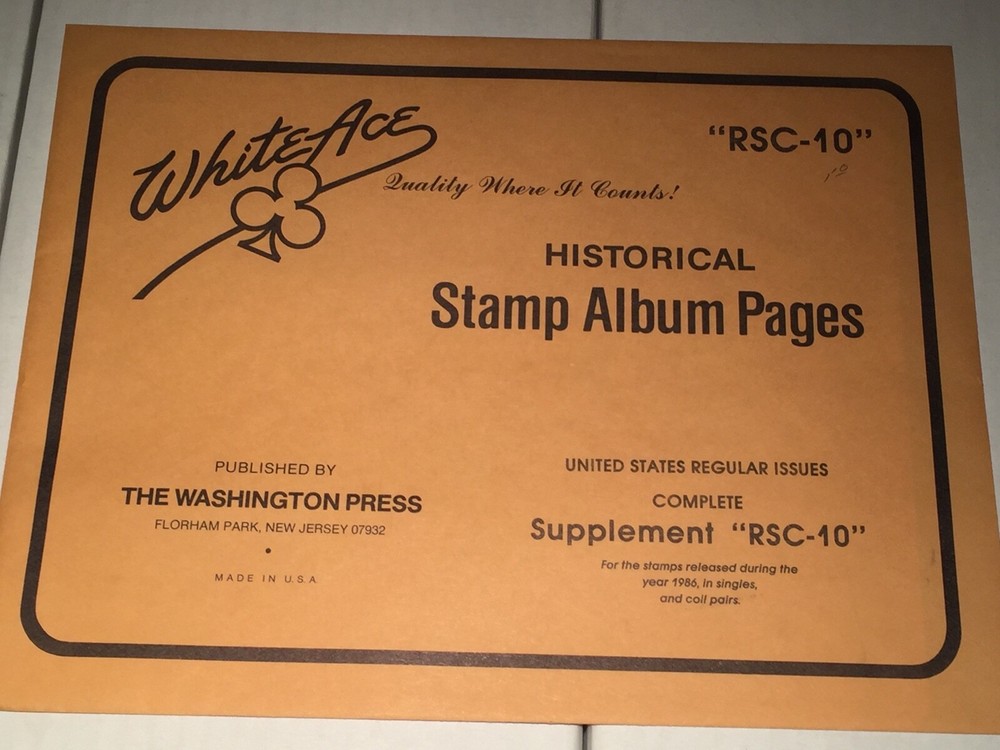 White Ace
"RSC-10"
Quality Where It Counts!
HISTORICAL
Stamp Album Pages
PUBLISHED BY
THE WASHINGTON PRESS
FLORHAM PARK, NEW JERSEY 07932
•
MADE IN U.S.A.
UNITED STATES REGULAR ISSUES
COMPLETE
Supplement "RSC-10"
For the stamps released during the
year 1986, in singles,
and coil pairs.